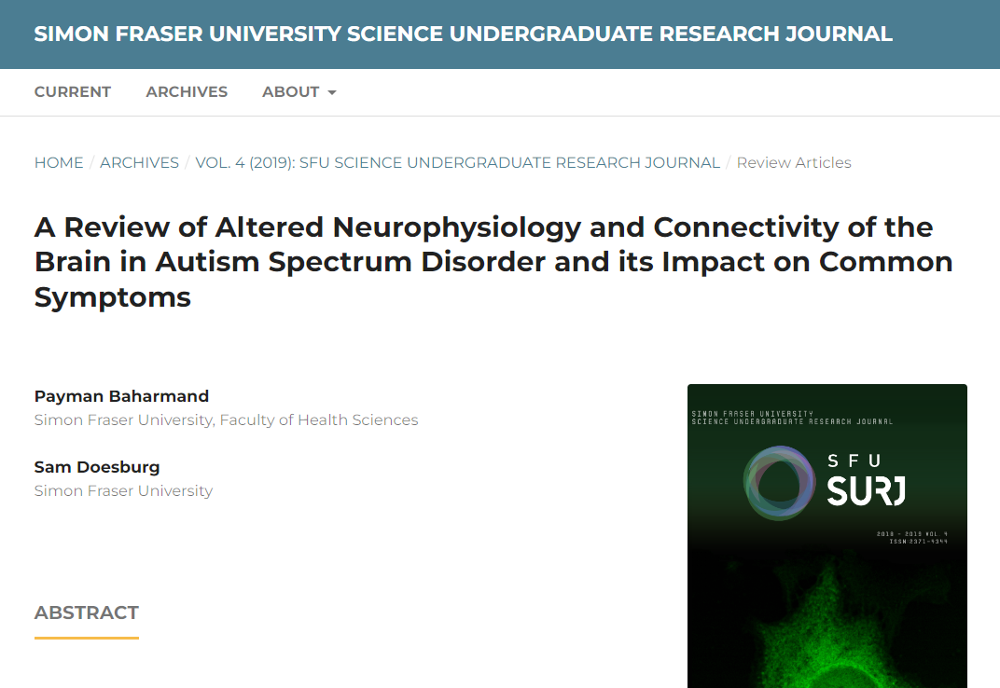 SIMON FRASER UNIVERSITY SCIENCE UNDERGRADUATE RESEARCH JOURNAL
CURRENT ARCHIVES ABOUT
HOME / ARCHIVES / VOL. 4 (2019): SFU SCIENCE UNDERGRADUATE RESEARCH JOURNAL / Review Articles
A Review of Altered Neurophysiology and Connectivity of the
Brain in Autism Spectrum Disorder and its Impact on Common
Symptoms
Payman Baharmand
Simon Fraser University, Faculty of Health Sciences
Sam Doesburg
Simon Fraser University
SIMON FRASER UNIVERSITY
SCIENCE UNDERGRADUATE RESEARCH JOURNAL
SFU
SURJ
2018 - 2019 VOL. 4
ISSN:2371-4344
ABSTRACT